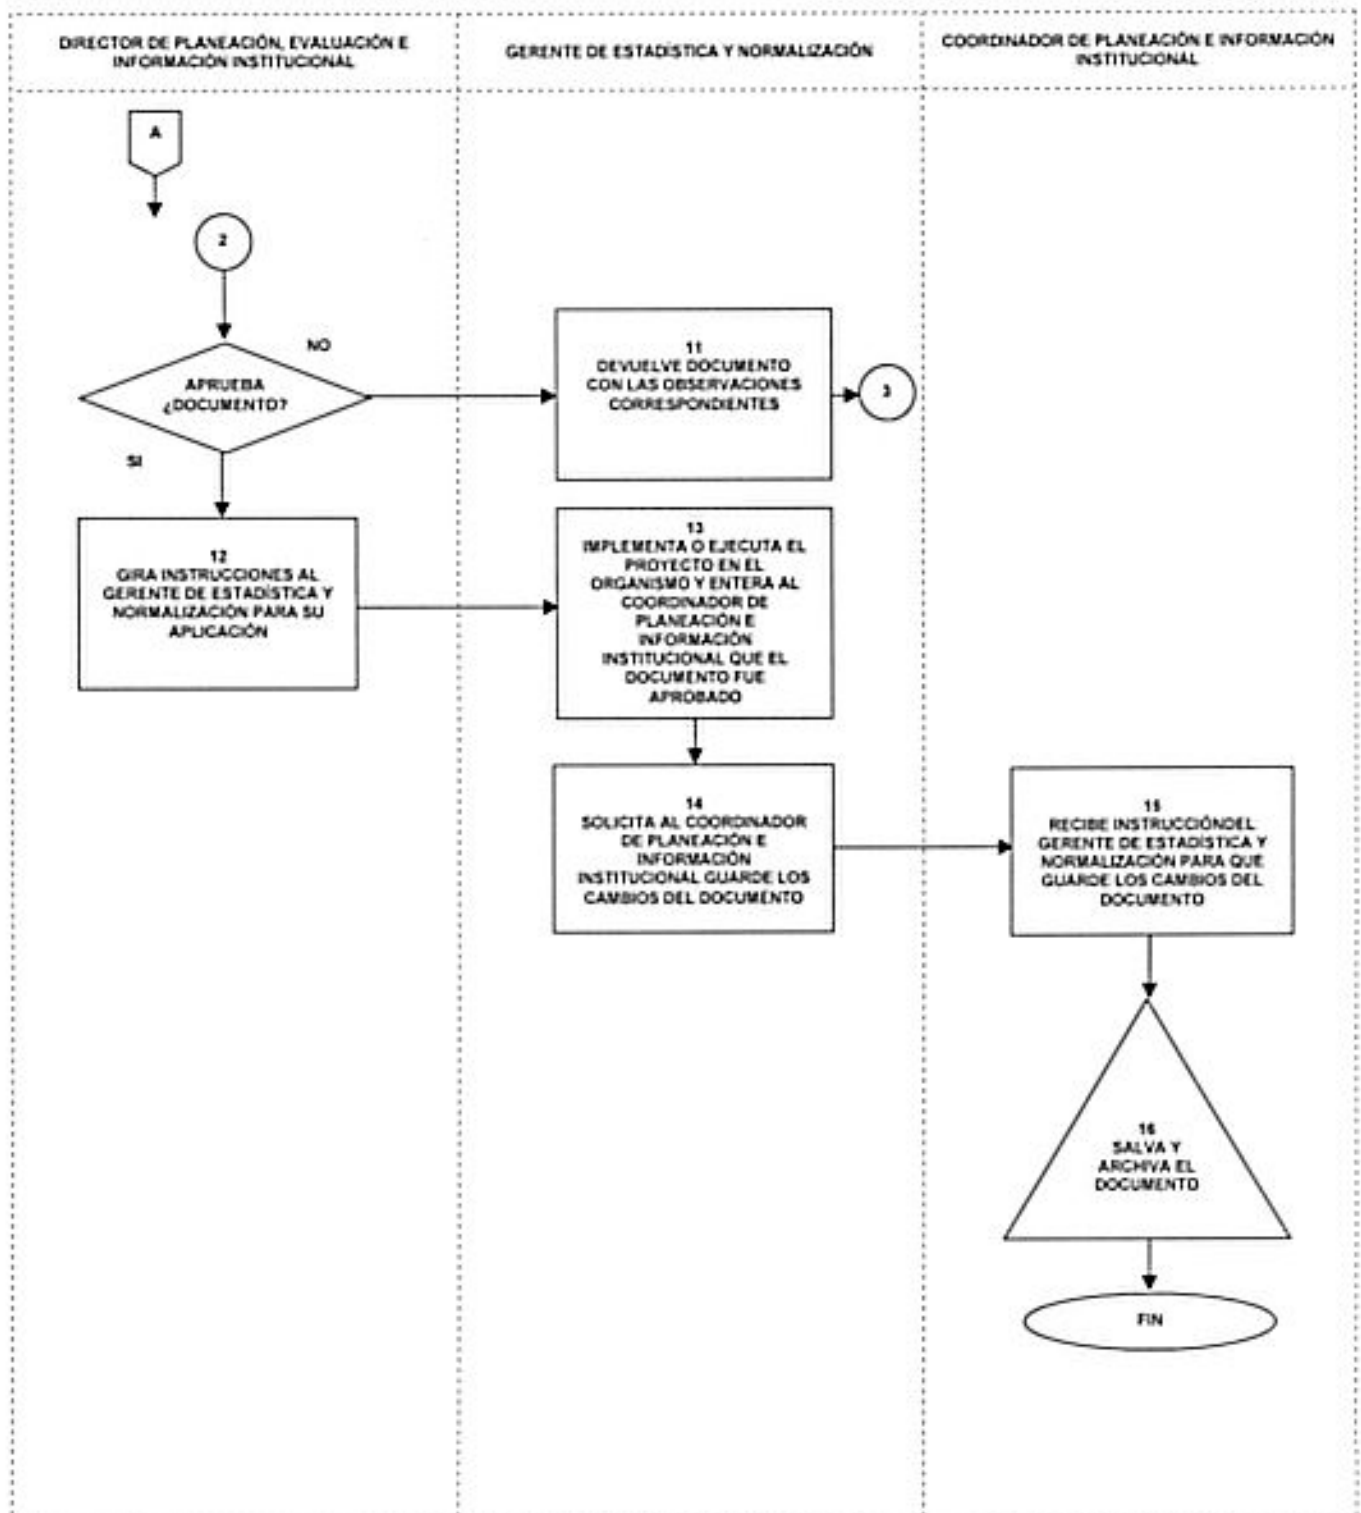 DIRECTOR DE PLANEACIÓN, EVALUACIÓN E
INFORMACIÓN INSTITUCIONAL
GERENTE DE ESTADÍSTICA Y NORMALIZACIÓN
COORDINADOR DE PLANEACIÓN E INFORMACIÓN
INSTITUCIONAL
A
2
NO
APRUEBA
¿DOCUMENTO?
SI
11
DEVUELVE DOCUMENTO
CON LAS OBSERVACIONES
CORRESPONDIENTES
3
12
GIRA INSTRUCCIONES AL
GERENTE DE ESTADÍSTICA Y
NORMALIZACIÓN PARA SU
APLICACIÓN
13
IMPLEMENTA O EJECUTA EL
PROYECTO EN EL
ORGANISMO Y ENTERA AL
COORDINADOR DE
PLANEACIÓN E
INFORMACIÓN
INSTITUCIONAL QUE EL
DOCUMENTO FUE
APROBADO
14
SOLICITA AL COORDINADOR
DE PLANEACIÓN E
INFORMACIÓN
INSTITUCIONAL GUARDE LOS
CAMBIOS DEL DOCUMENTO
15
RECIBE INSTRUCCIÓNDEL
GERENTE DE ESTADÍSTICA Y
NORMALIZACIÓN PARA QUE
GUARDE LOS CAMBIOS DEL
DOCUMENTO
16
SALVA Y
ARCHIVA EL
DOCUMENTO
FIN